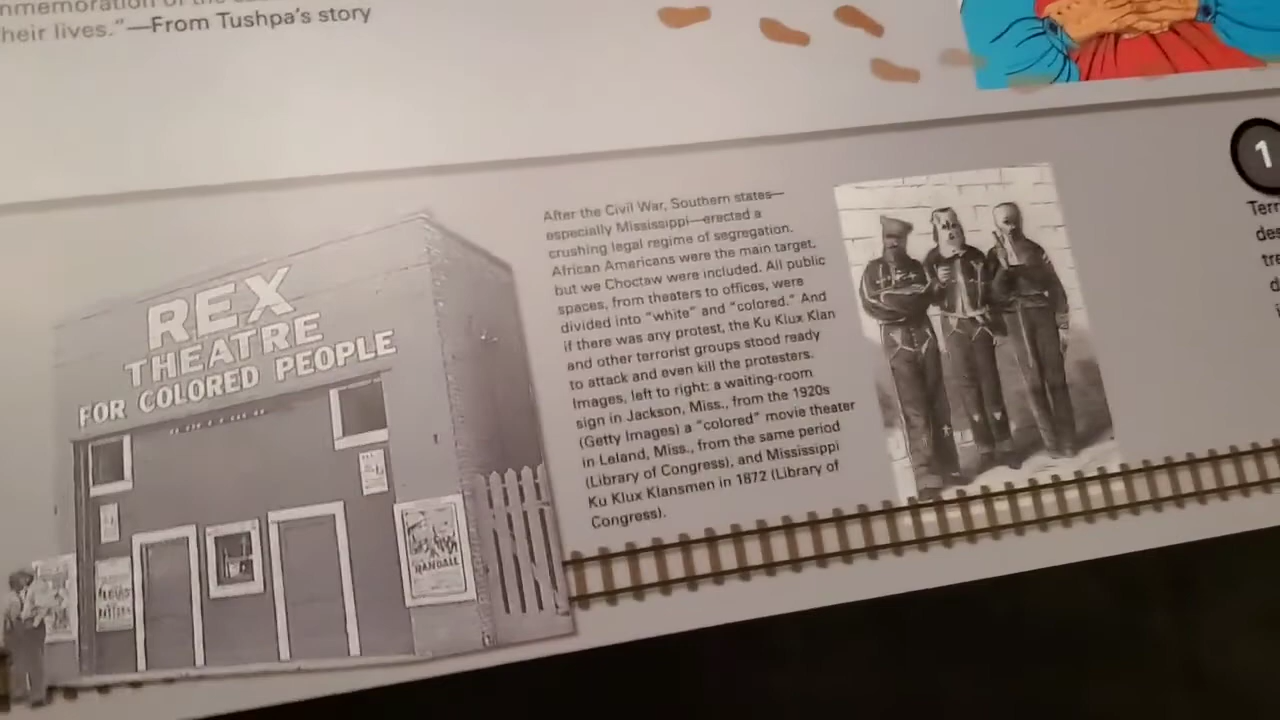 nmemoration of the
heir lives."—From Tushpa's story
REX
THEATRE
FOR COLORED PEOPLE
RANDALL
After the Civil War, Southern states—
especially Mississippi—erected a
crushing legal regime of segregation.
African Americans were the main target,
but we Choctaw were included. All public
spaces, from theaters to offices, were
divided into "white" and "colored." And
if there was any protest, the Ku Klux Klan
and other terrorist groups stood ready
to attack and even kill the protesters.
Images, left to right: a waiting-room
sign in Jackson, Miss., from the 1920s
(Getty Images) a "colored" movie theater
in Leland, Miss., from the same period
(Library of Congress), and Mississippi
Ku Klux Klansmen in 1872 (Library of
Congress).
1
Terr
des
tre
d